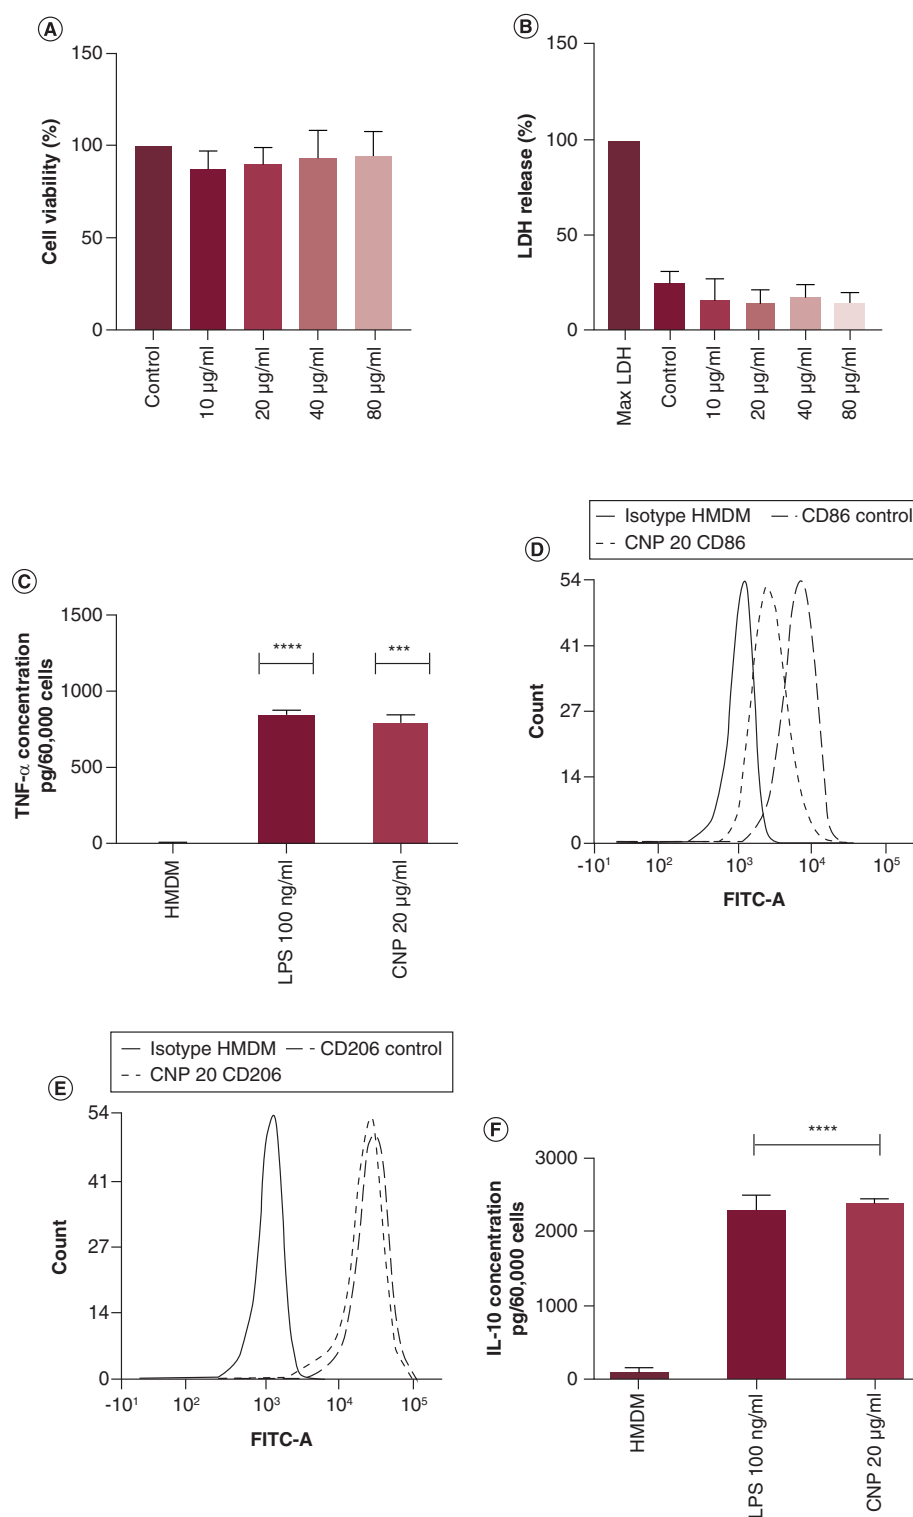 A
Cell viability (%)
150
100
50
0
Control
10 µg/ml
20 µg/ml
40 µg/ml
80 µg/ml
B
LDH release (%)
150
100
50
0
Max LDH
Control
10 µg/ml
20 µg/ml
40 µg/ml
80 µg/ml
C
TNF-α concentration
pg/60,000 cells
1500
1000
500
0
****
***
HMDM
LPS 100 ng/ml
CNP 20 µg/ml
D
Isotype HMDM
CD86 control
CNP 20 CD86
Count
54
41
27
14
0
-10¹
10²
10³
10⁴
10⁵
FITC-A
E
Isotype HMDM
CD206 control
CNP 20 CD206
Count
54
41
27
14
0
-10¹
10²
10³
10⁴
10⁵
FITC-A
F
IL-10 concentration
pg/60,000 cells
3000
2000
1000
0
****
HMDM
LPS 100 ng/ml
CNP 20 µg/ml